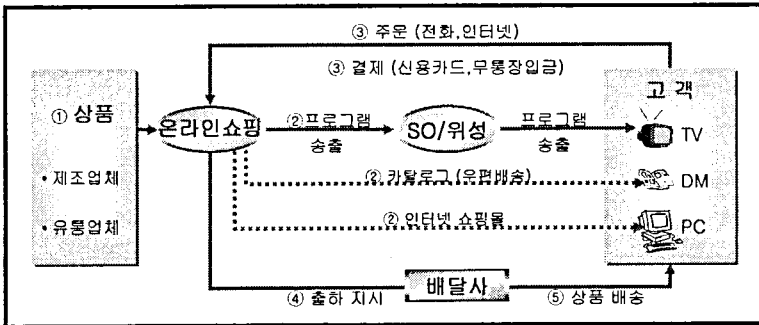 ③ 주문 (전화,인터넷)
③ 결제 (신용카드,무통장입금)
① 상품
• 제조업체
• 유통업체
온라인쇼핑
②프로그램
송출
SO/위성
프로그램
송출
고 객
TV
② 카탈로그 (우편배송)
DM
② 인터넷 쇼핑몰
PC
④ 출하 지시
배달사
⑤ 상품 배송